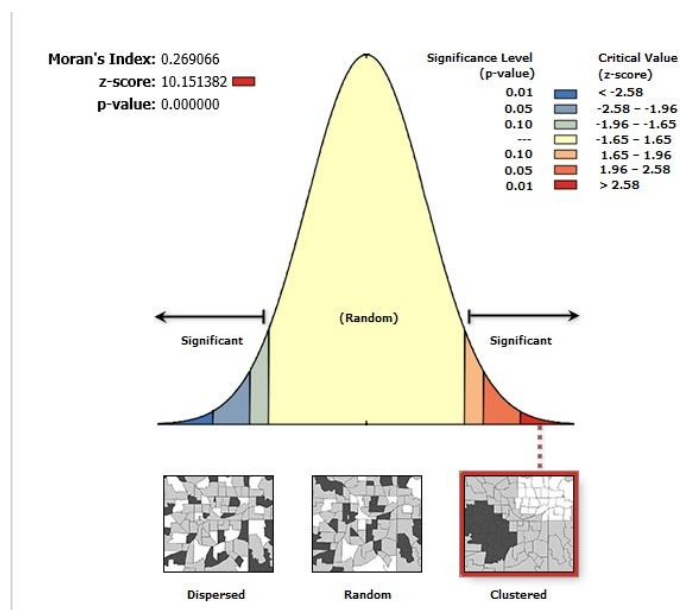 Moran's Index: 0.269066
z-score: 10.151382
p-value: 0.000000
Significance Level
(p-value)
Critical Value
(z-score)
0.01 < -2.58
0.05 -2.58 – -1.96
0.10 -1.96 – -1.65
--- -1.65 – 1.65
0.10 1.65 – 1.96
0.05 1.96 – 2.58
0.01 > 2.58
(Random)
Significant
Significant
Dispersed
Random
Clustered